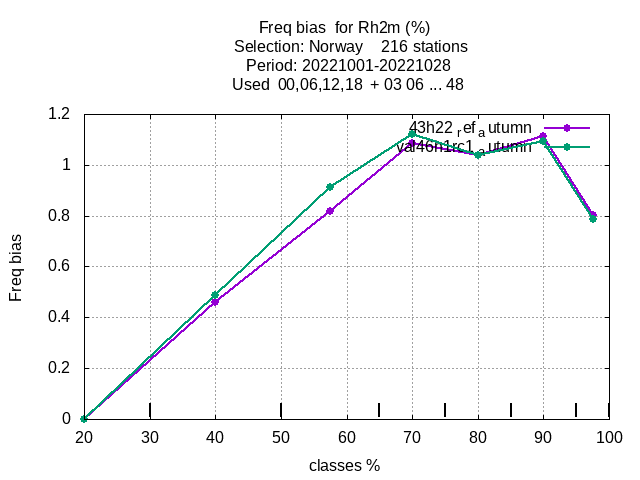 Freq bias for Rh2m (%)
Selection: Norway 216 stations
Period: 20221001-20221028
Used 00,06,12,18 + 03 06 ... 48
43h22_ref_autumn
1.2
1
0.8
0.6
0.4
0.2
0
Freq bias
20 30 40 50 60 70 80 90 100
classes %